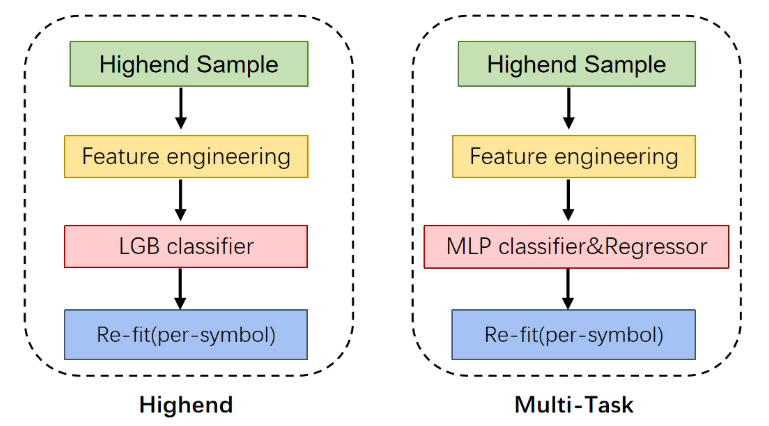 Highend Sample
Feature engineering
LGB classifier
Re-fit(per-symbol)
Highend
Highend Sample
Feature engineering
MLP classifier&Regressor
Re-fit(per-symbol)
Multi-Task